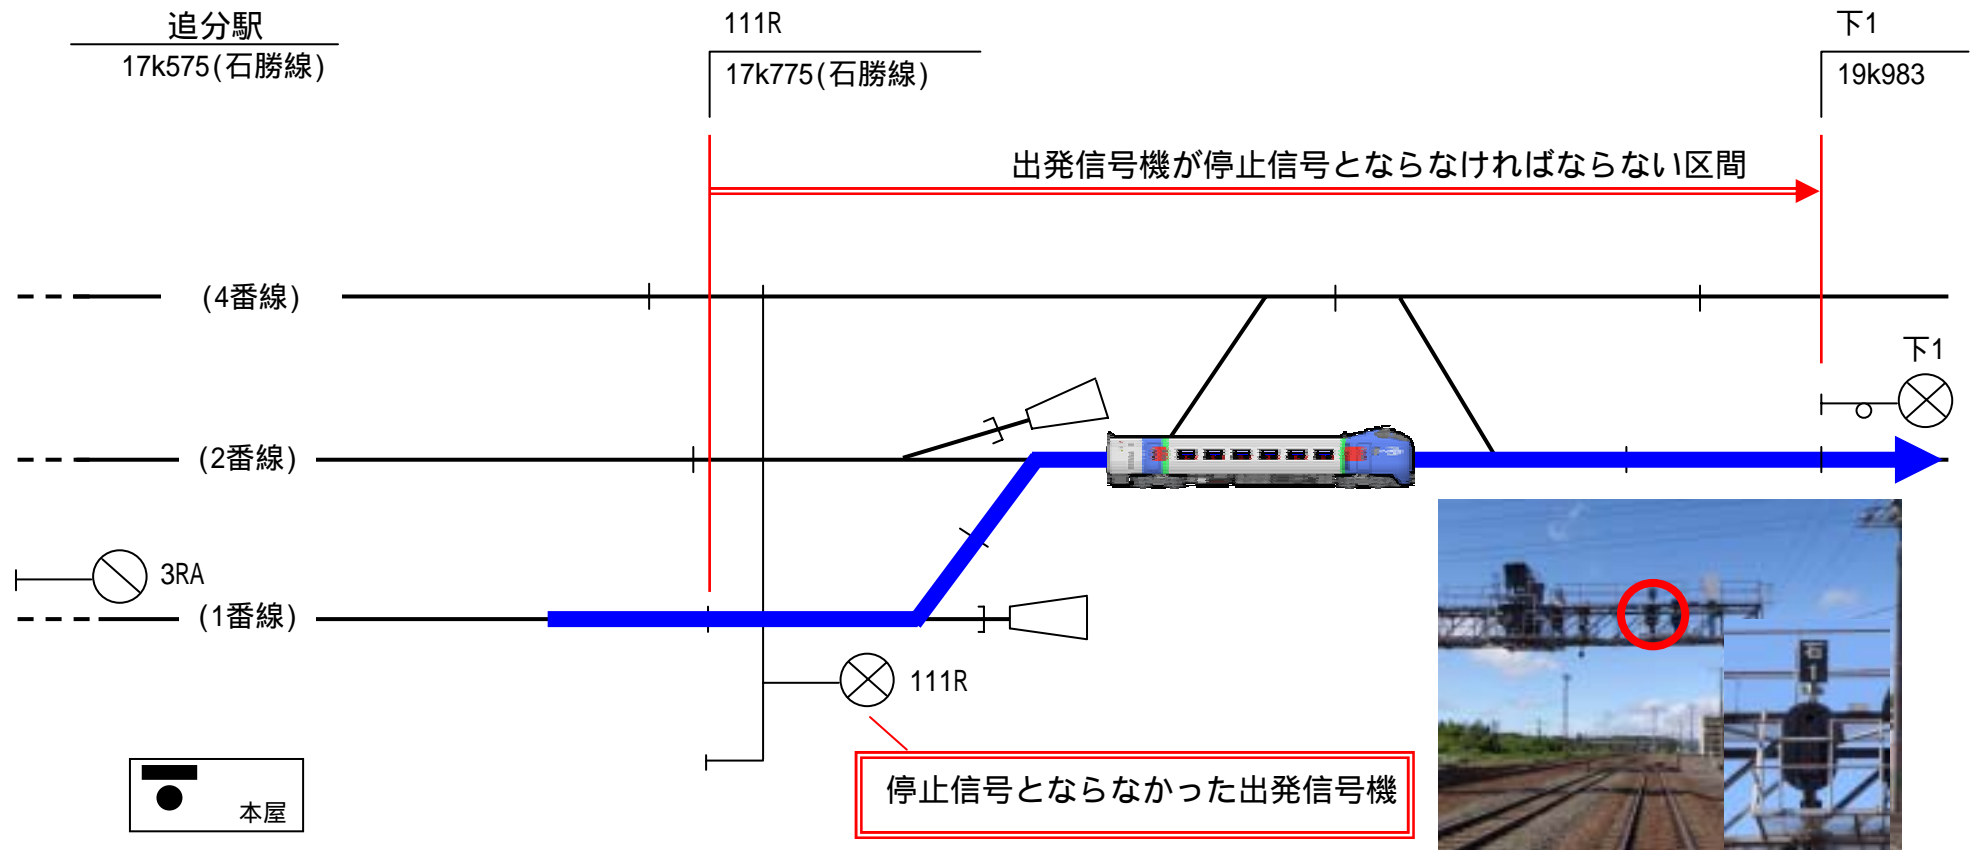 追分駅
17k575(石勝線)
111R
17k775(石勝線)
下1
19k983
出発信号機が停止信号とならなければならない区間
(4番線)
下1
(2番線)
3RA
(1番線)
111R
停止信号とならなかった出発信号機
本屋